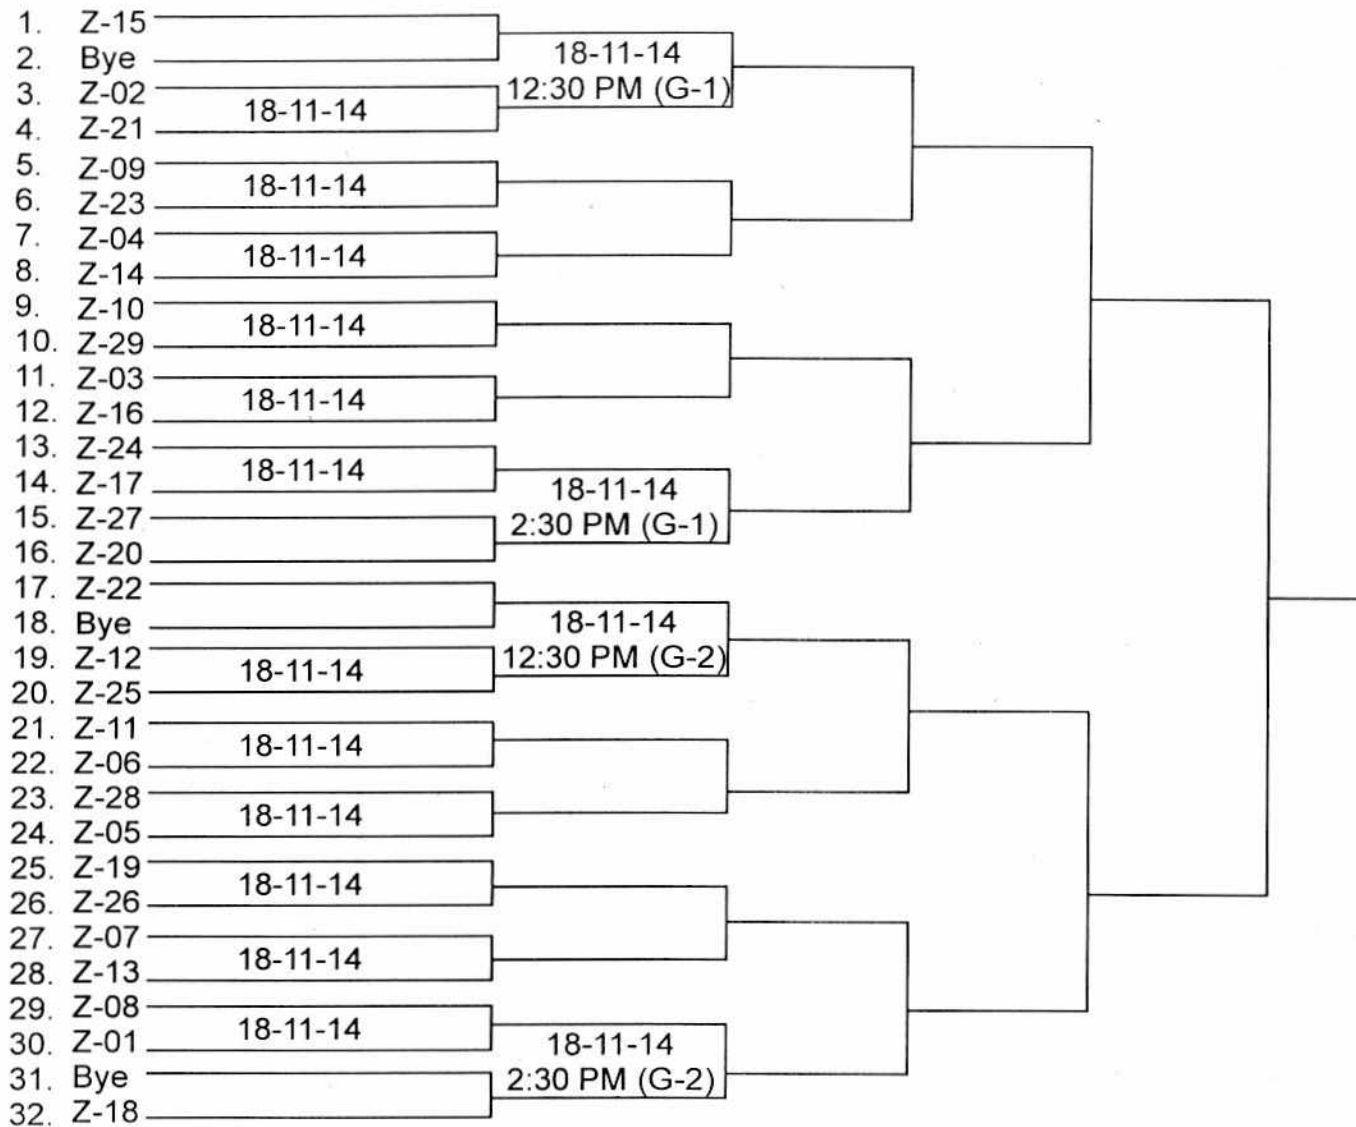 1. Z-15
2. Bye
18-11-14
12:30 PM (G-1)
3. Z-02
18-11-14
4. Z-21
5. Z-09
18-11-14
6. Z-23
7. Z-04
18-11-14
8. Z-14
9. Z-10
18-11-14
10. Z-29
11. Z-03
18-11-14
12. Z-16
13. Z-24
18-11-14
14. Z-17
18-11-14
2:30 PM (G-1)
15. Z-27
16. Z-20
17. Z-22
18. Bye
18-11-14
12:30 PM (G-2)
19. Z-12
18-11-14
20. Z-25
21. Z-11
18-11-14
22. Z-06
23. Z-28
18-11-14
24. Z-05
25. Z-19
18-11-14
26. Z-26
27. Z-07
18-11-14
28. Z-13
29. Z-08
18-11-14
30. Z-01
18-11-14
2:30 PM (G-2)
31. Bye
32. Z-18